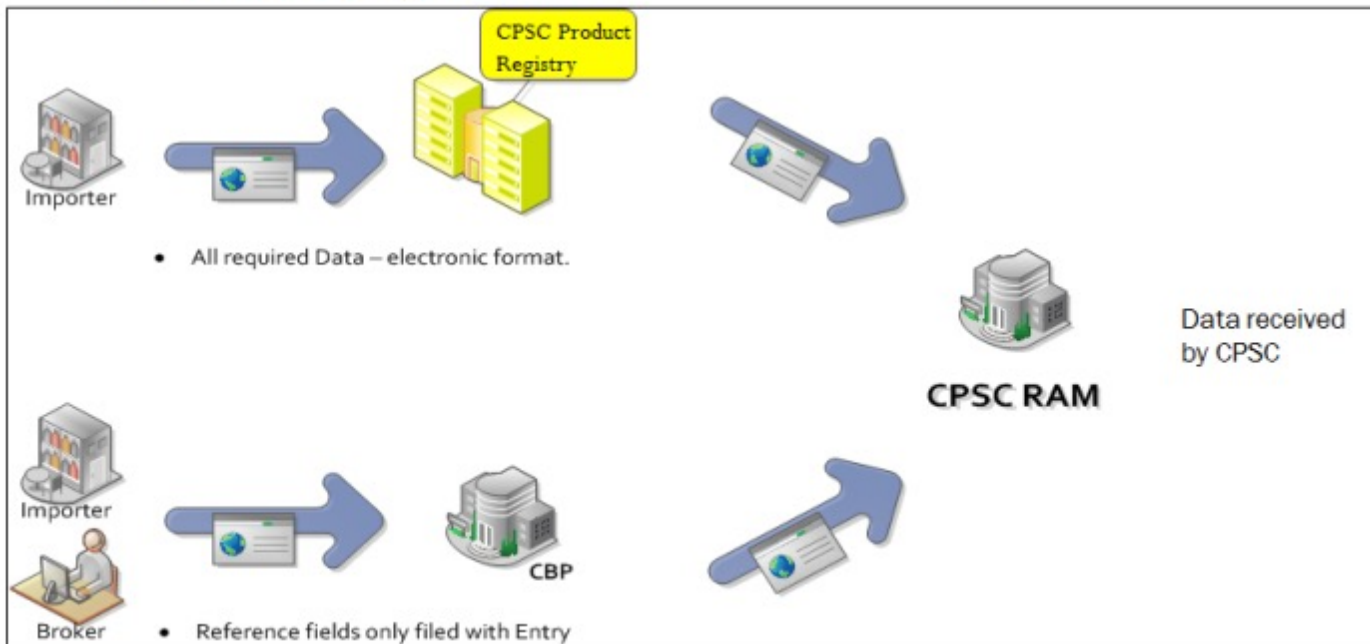 CPSC Product
Registry
Importer
• All required Data – electronic format.
Data received
by CPSC
CPSC RAM
Importer
CBP
Broker
• Reference fields only filed with Entry